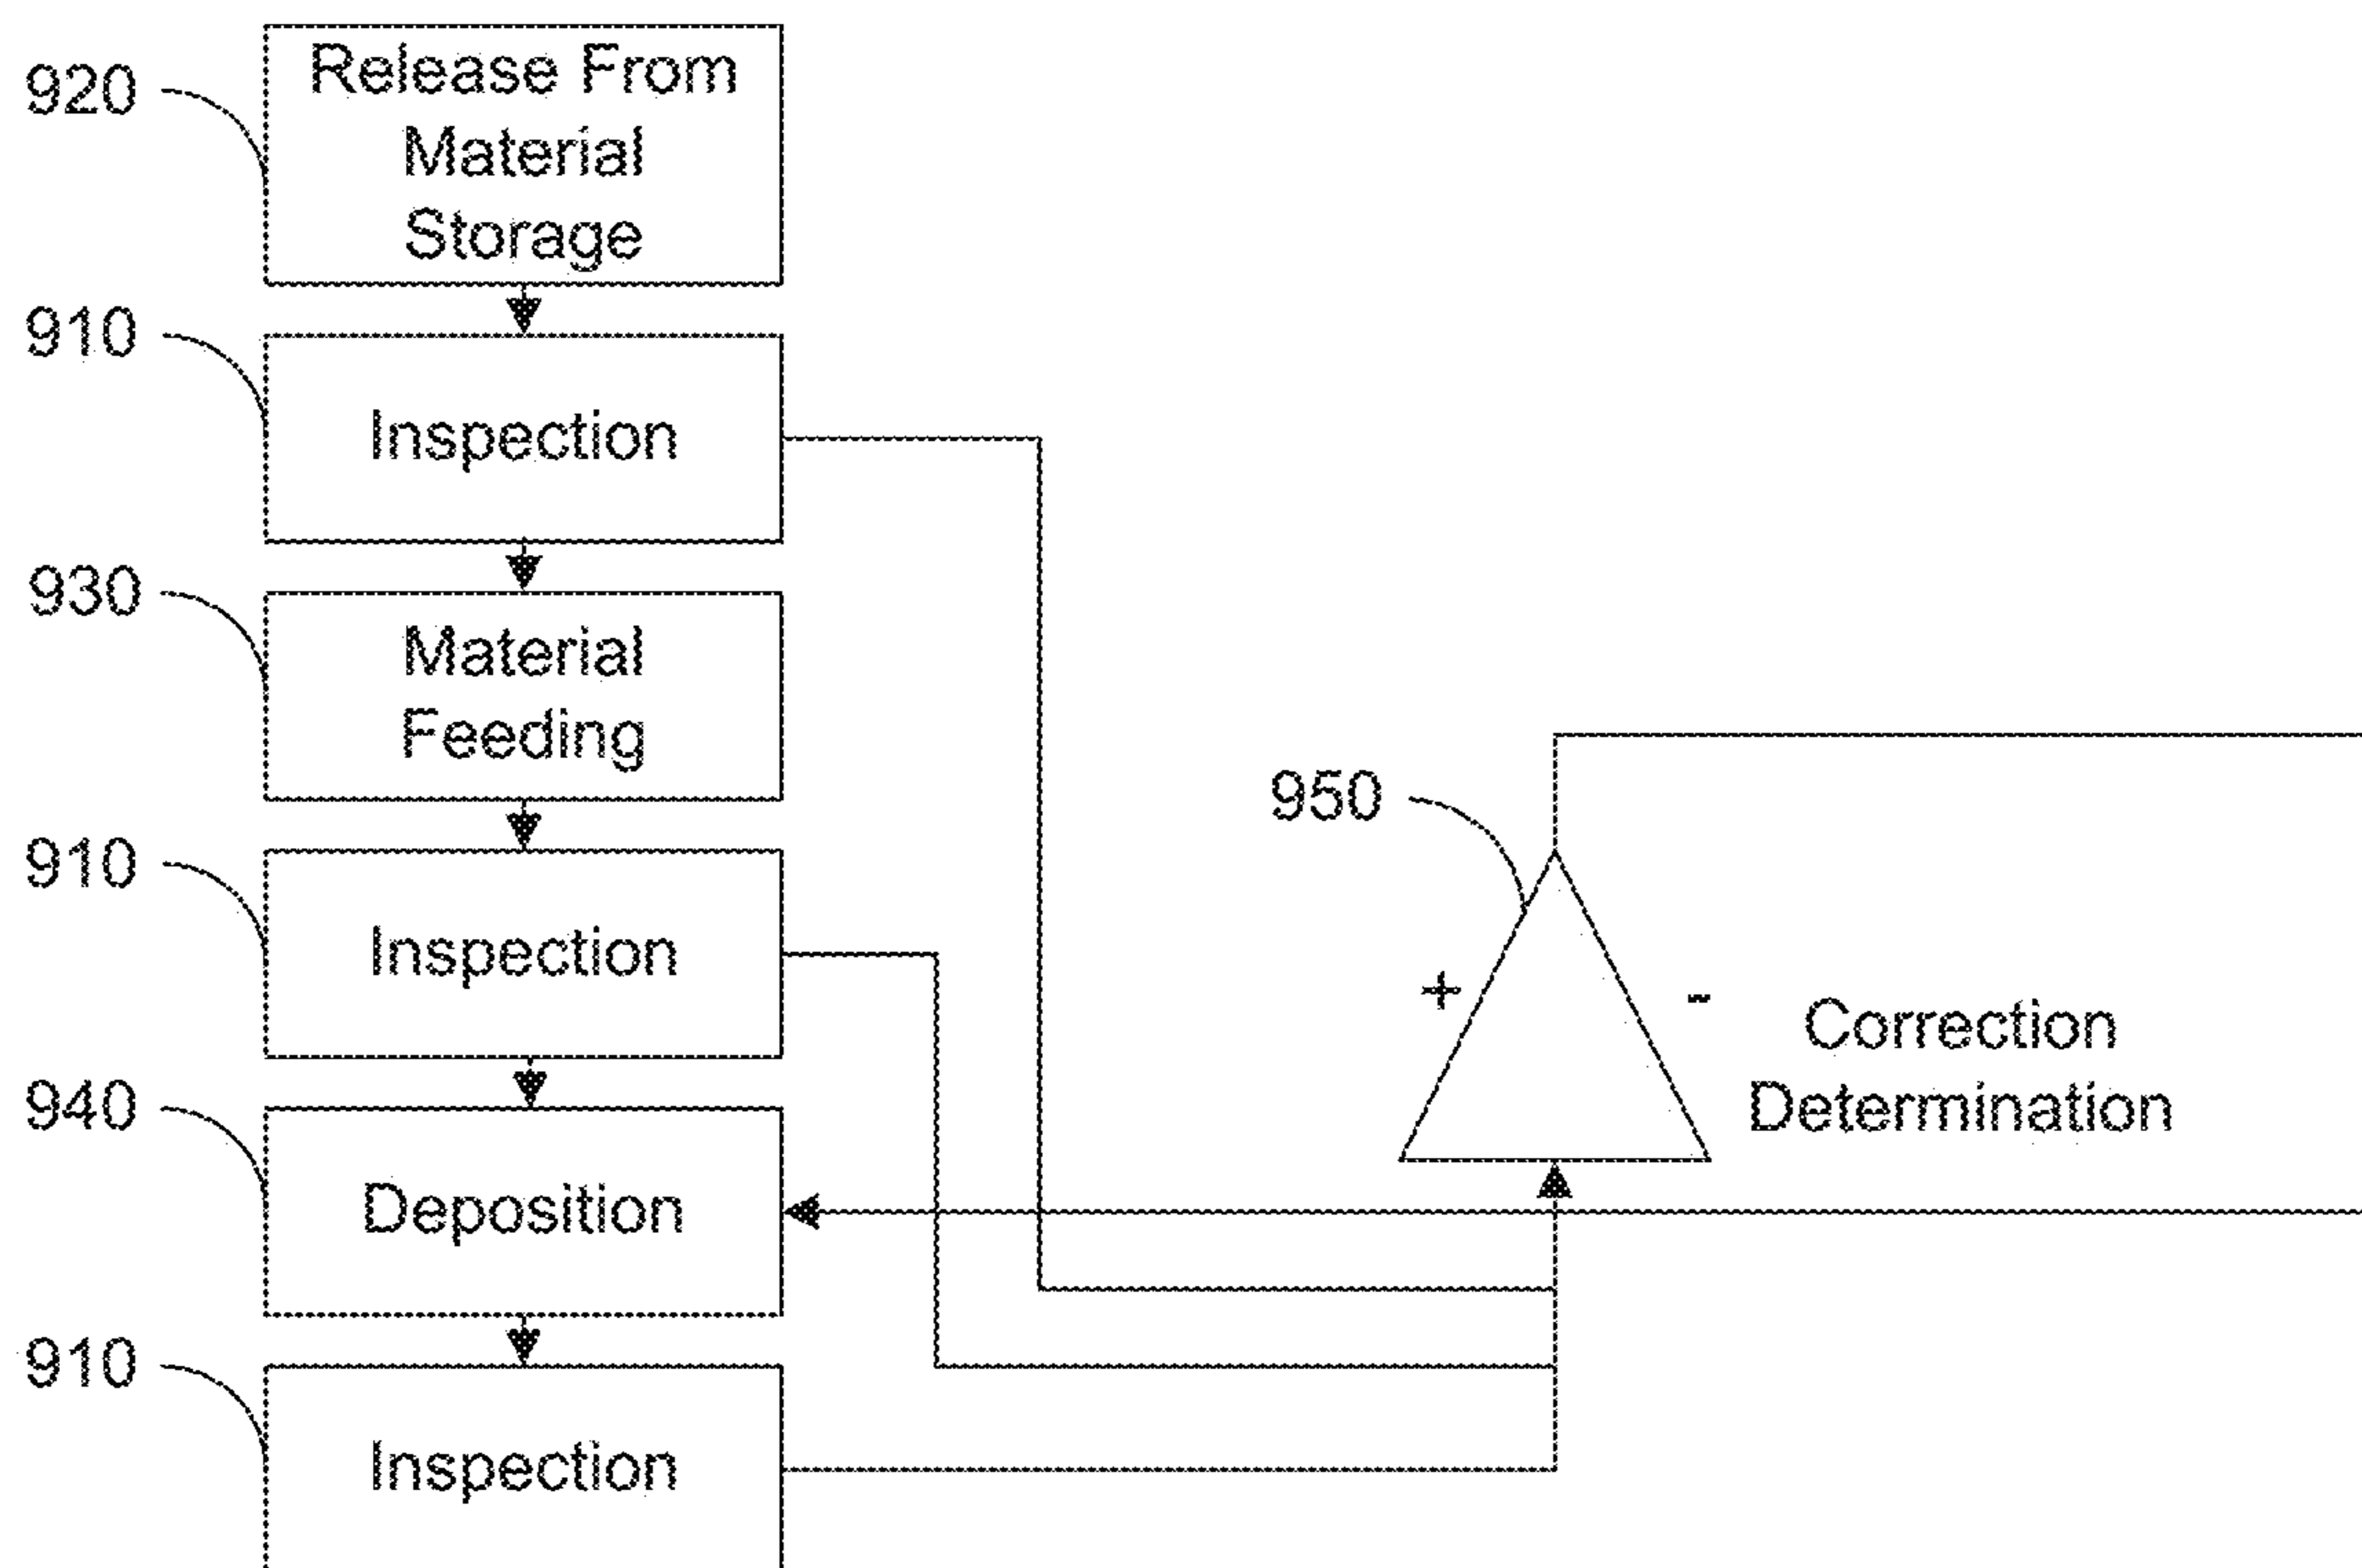 920
Release From
Material
Storage
910
Inspection
930
Material
Feeding
950
910
Inspection
+
-
Correction
Determination
940
Deposition
910
Inspection